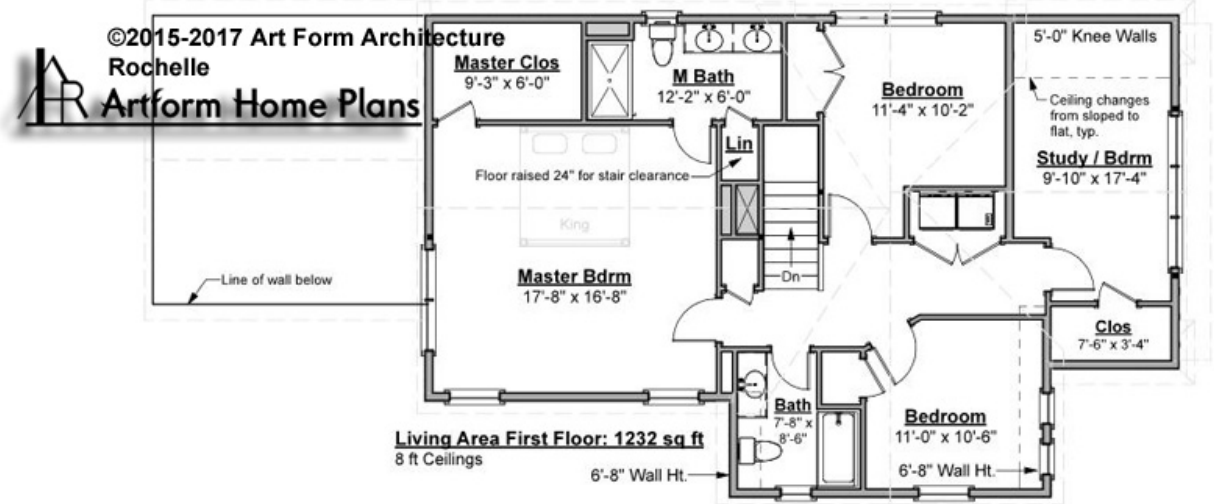 ©2015-2017 Art Form Architecture
Rochelle
Artform Home Plans
Master Clos
9'-3" x 6'-0"
M Bath
12'-2" x 6'-0"
Bedroom
11'-4" x 10'-2"
5'-0" Knee Walls
Ceiling changes
from sloped to
flat, typ.
Study / Bdrm
9'-10" x 17'-4"
Lin
Floor raised 24" for stair clearance
King
Master Bdrm
17'-8" x 16'-8"
Dn
Line of wall below
Clos
7'-6" x 3'-4"
Bath
7'-8" x
8'-6"
Bedroom
11'-0" x 10'-6"
6'-8" Wall Ht.
Living Area First Floor: 1232 sq ft
8 ft Ceilings
6'-8" Wall Ht.